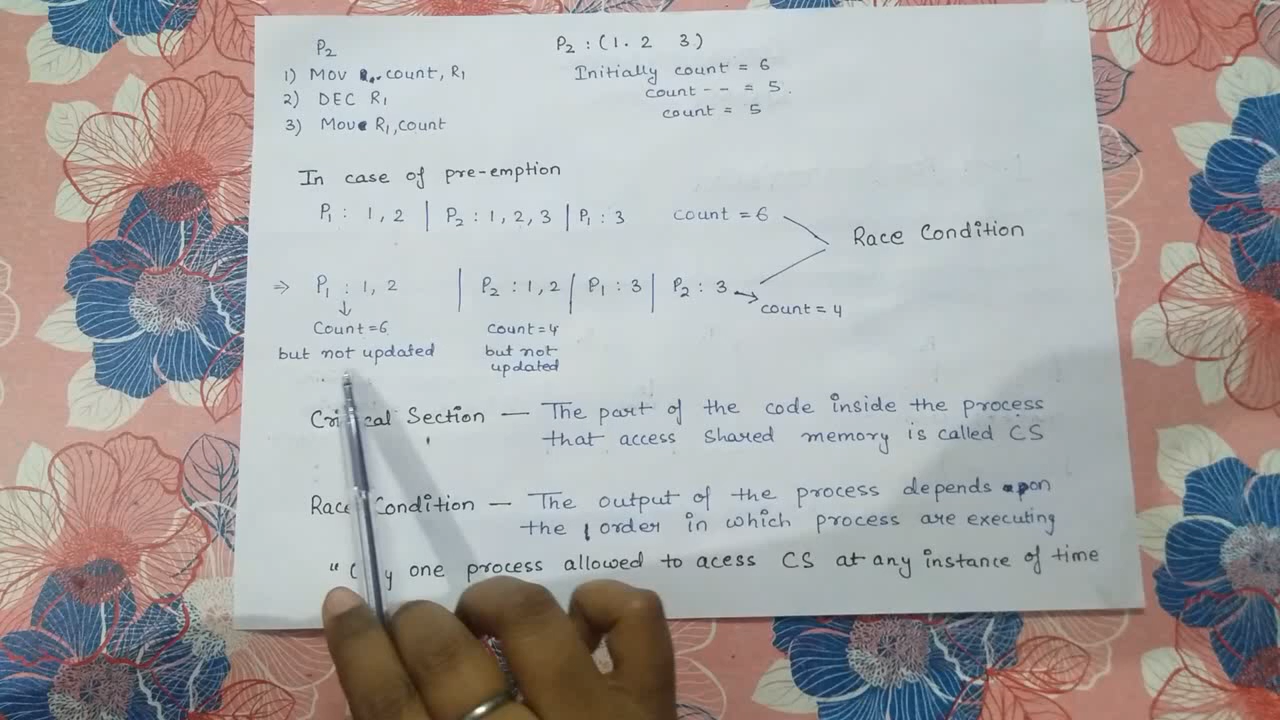 P2
P2 : (1. 2 3)
1) Mov count, R1
Initially count = 6
2) DEC R1
count - - = 5.
3) Move R1, count
count = 5
In case of pre-emption
P1 : 1, 2 | P2 : 1, 2, 3 | P1 : 3 count = 6
Race Condition
⇒ P1 : 1, 2 | P2 : 1, 2 | P1 : 3 | P2 : 3 →
count = 4
↓
Count = 6 count = 4
but not updated but not
updated
Section — The part of the code inside the process
that access shared memory is called CS
Race Condition — The output of the process depends upon
the order in which process are executing
" one process allowed to acess CS at any instance of time